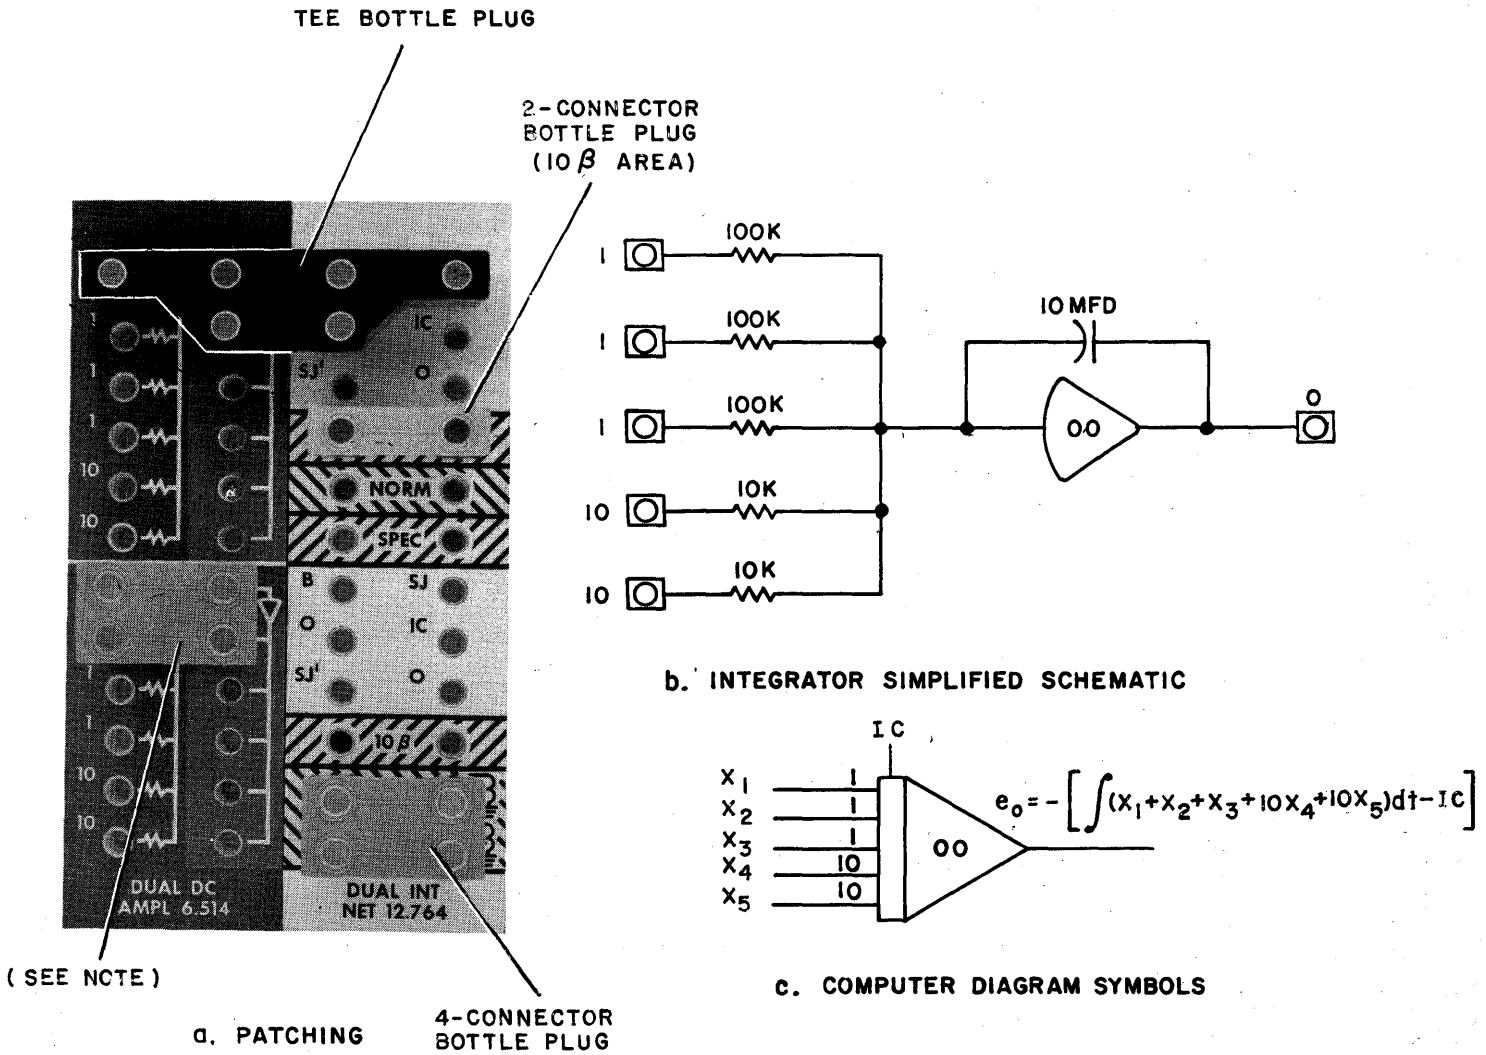 TEE BOTTLE PLUG
2-CONNECTOR
BOTTLE PLUG
(10 β AREA)
1
1
1
10
10
IC
SJ'
O
NORM
SPEC
B
SJ
O
IC
SJ'
O
1
1
10
10
10 β
DUAL DC
AMPL 6.514
DUAL INT
NET 12.764
(SEE NOTE)
4-CONNECTOR
BOTTLE PLUG
a. PATCHING
1
100K
1
100K
1
100K
10
10K
10
10K
10 MFD
00
O
b. INTEGRATOR SIMPLIFIED SCHEMATIC
IC
X1 1
X2 1
X3 1
X4 10
X5 10
00
e₀ = - [ ∫(X₁+X₂+X₃+10X₄+10X₅)dt-IC ]
c. COMPUTER DIAGRAM SYMBOLS